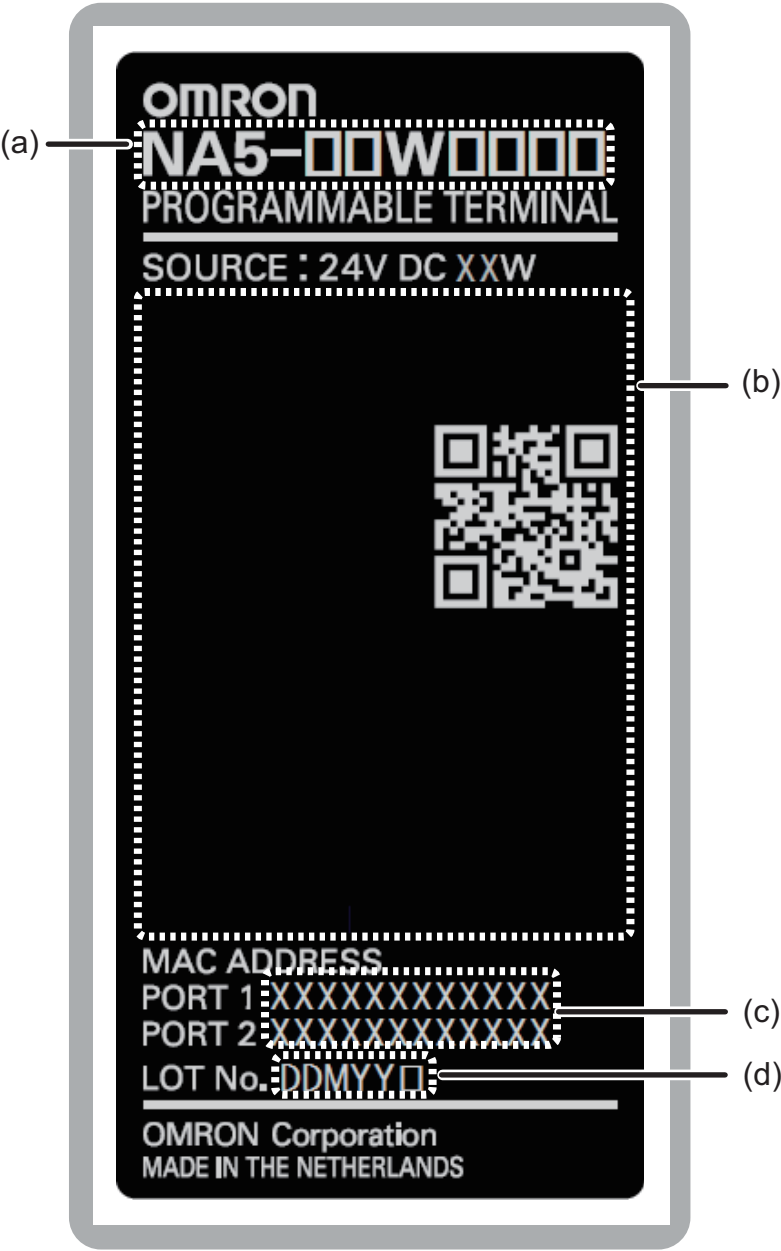 OMRON
(a)
NA5-□□W□□□□
PROGRAMMABLE TERMINAL
SOURCE : 24V DC XXW
(b)
MAC ADDRESS
PORT 1 XXXXXXXXXXXX
(c)
PORT 2 XXXXXXXXXXXX
LOT No. DDMYY□
(d)
OMRON Corporation
MADE IN THE NETHERLANDS